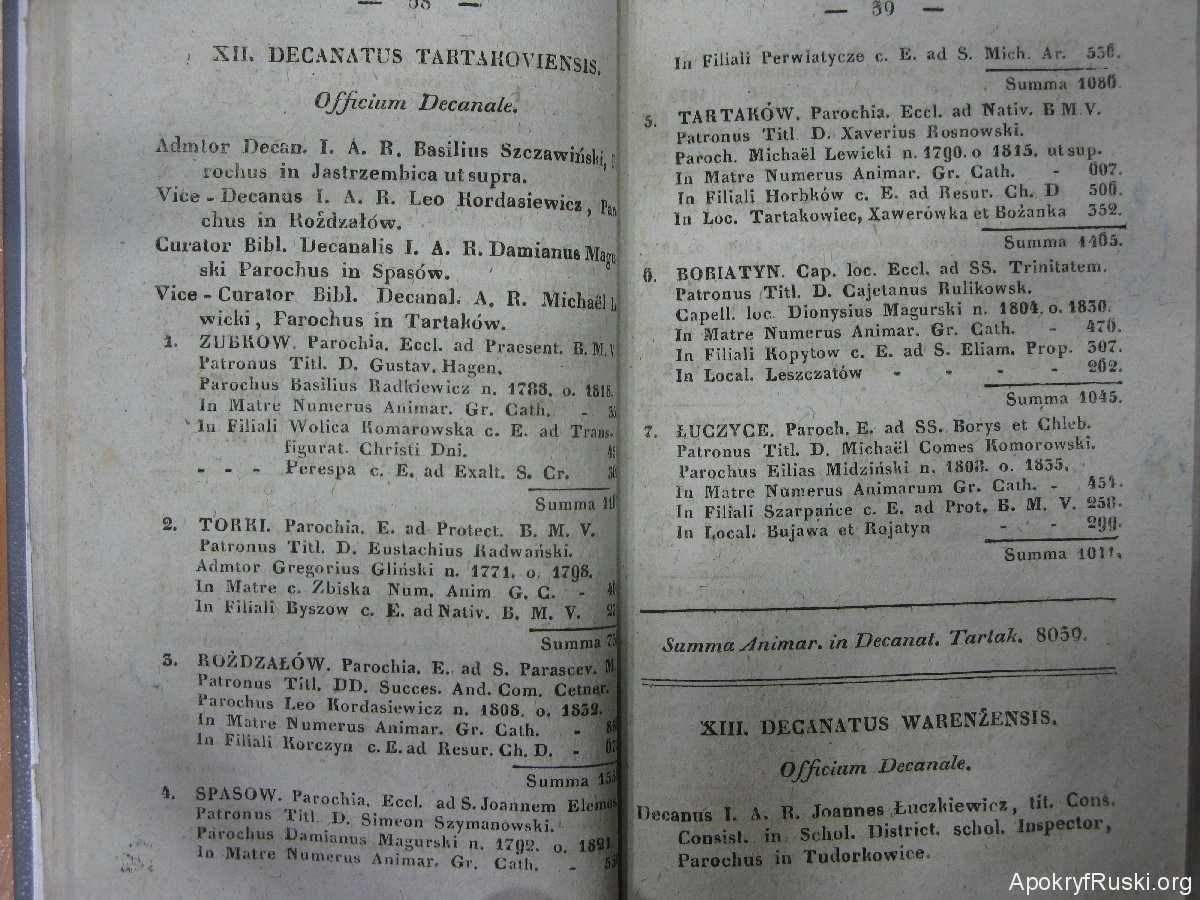 — 58 —
XII. DECANATUS TARTAKOVIENSIS.
Officium Decanale.
Admtor Decan. I. A. R. Basilius Szczawiński,
rochus in Jastrzembica ut supra.
Vice - Decanus I. A. R. Leo Kordasiewicz, Par
chus in Rożdzałów.
Curator Bibl. Decanalis I. A. R. Damianus Magu
ski Parochus in Spasów.
Vice - Curator Bibl. Decanal. A. R. Michaël L
wicki, Parochus in Tartaków.
1. ZUBKOW. Parochia. Eccl. ad Praesent. B. M. V
Patronus Titl. D. Gustav. Hagen.
Parochus Basilius Radkiewicz n. 1788. o. 1818.
In Matre Numerus Animar. Gr. Cath. -
In Filiali Wolica Komarowska c. E. ad Trans-
figurat. Christi Dni.
- - - Perespa c. E. ad Exalt. S. Cr.
Summa
2. TORKI. Parochia. E. ad Protect. B. M. V.
Patronus Titl. D. Eustachius Radwański.
Admtor Gregorius Gliński n. 1771. o. 1798.
In Matre c. Zbiska Num. Anim G. C. -
In Filiali Byszow c. E. ad Nativ. B. M. V.
Summa
3. ROŻDZAŁÓW. Parochia. E. ad S. Parascev. M.
Patronus Titl. DD. Succes. And. Com. Cetner.
Parochus Leo Kordasiewicz n. 1808. o. 1832.
In Matre Numerus Animar. Gr. Cath. -
In Filiali Korczyn c. E. ad Resur. Ch. D. -
Summa
4. SPASOW. Parochia. Eccl. ad S. Joannem Elemos
Patronus Titl. D. Simeon Szymanowski.
Parochus Damianus Magurski n. 1792. o. 1821.
In Matre Numerus Animar. Gr. Cath. -
— 59 —
In Filiali Perwiatycze c. E. ad S. Mich. Ar. 536.
Summa 1086.
5. TARTAKÓW. Parochia. Eccl. ad Nativ. B M. V.
Patronus Titl D. Xaverius Rosnowski.
Paroch. Michaël Lewicki n. 1790. o 1815. ut sup.
In Matre Numerus Animar. Gr. Cath. - 607.
In Filiali Horbków c. E. ad Resur. Ch. D 506.
In Loc. Tartakowiec, Xawerówka et Bożanka 352.
Summa 1465.
6. BOBIATYN. Cap. loc. Eccl. ad SS. Trinitatem.
Patronus Titl. D. Cajetanus Rulikowsk.
Capell. loc. Dionysius Magurski n. 1804. o. 1830.
In Matre Numerus Animar. Gr. Cath. - 476.
In Filiali Kopytow c. E. ad S. Eliam. Prop. 307.
In Local. Leszczatów - - - - 262.
Summa 1045.
7. ŁUCZYCE. Paroch. E. ad SS. Borys et Chleb.
Patronus Titl. D. Michaël Comes Komorowski.
Parochus Eilias Midziński n. 1808. o. 1835.
In Matre Numerus Animarum Gr. Cath. - 454.
In Filiali Szarpańce c. E. ad Prot. B. M. V. 258.
In Local. Bujawa et Rojatyn - - 299.
Summa 1011.
Summa Animar. in Decanat. Tartak. 8059.
XIII. DECANATUS WARENŻENSIS.
Officium Decanale.
Decanus I. A. R. Joannes Łuczkiewicz, tit. Cons.
Consist. in Schol. District. schol. Inspector,
Parochus in Tudorkowice.
ApokryfRuski.org